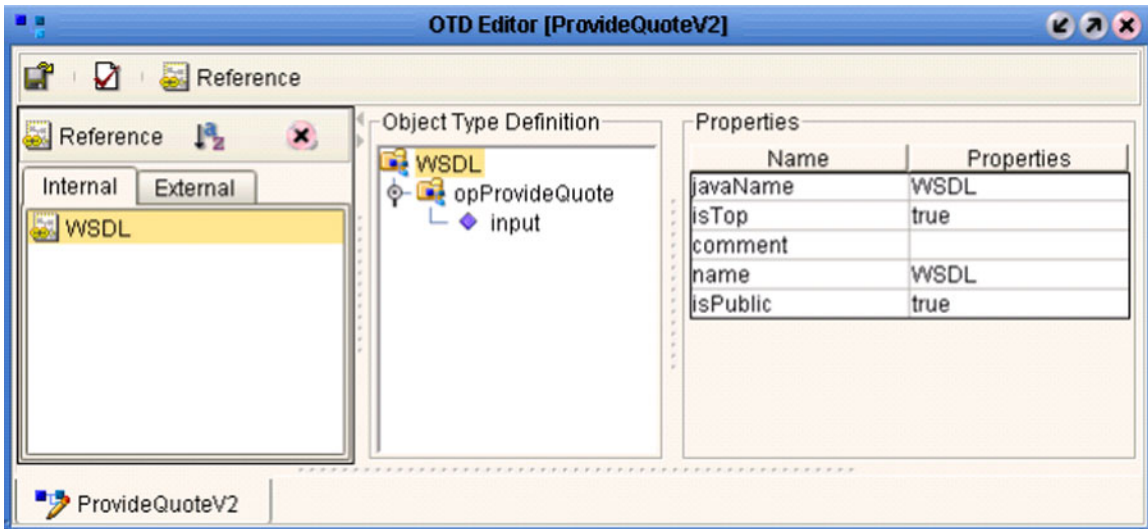 OTD Editor [ProvideQuoteV2]
Reference
Reference
Internal
External
WSDL
Object Type Definition
WSDL
opProvideQuote
input
Properties
Name Properties
javaName WSDL
isTop true
comment
name WSDL
isPublic true
ProvideQuoteV2